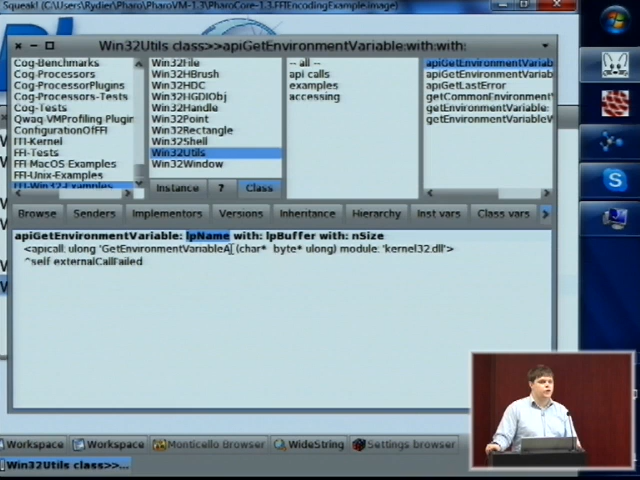 Squeak! (C:\Users\Rydier\PharoVM-1.3\PharoCore-1.3.FFIEncodingExample.image)
Win32Utils class>>apiGetEnvironmentVariable:with:with:
Cog-Benchmarks
Cog-Processors
Cog-ProcessorPlugins
Cog-Processors-Tests
Cog-Tests
Qwaq-VMProfiling-Plugin
ConfigurationOfFFI
FFI-Kernel
FFI-Tests
FFI-MacOS-Examples
FFI-Unix-Examples
FFI-Win32-Examples
Win32File
Win32HBrush
Win32HDC
Win32HGDIObj
Win32Handle
Win32Point
Win32Rectangle
Win32Shell
Win32Utils
Win32Window
-- all --
api calls
examples
accessing
apiGetEnvironmentVariab
apiGetEnvironmentVariab
apiGetLastError
getCommonEnvironment
getEnvironmentVariable:
getEnvironmentVariableW
Instance ? Class
Browse Senders Implementors Versions Inheritance Hierarchy Inst vars Class vars
apiGetEnvironmentVariable: lpName with: lpBuffer with: nSize
<apicall: ulong 'GetEnvironmentVariableA' (char* byte* ulong) module: 'kernel32.dll'>
^self externalCallFailed
Workspace Workspace Monticello Browser WideString Settings browser
Win32Utils class>>...